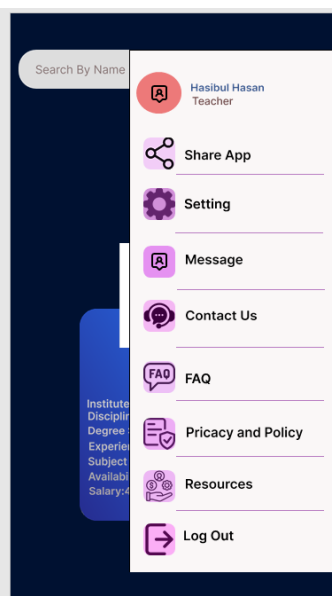 Search By Name
Hasibul Hasan
Teacher
Share App
Setting
Message
Contact Us
FAQ
FAQ
Pricacy and Policy
Resources
Log Out
Institute
Disciplin
Degree
Experien
Subject
Availabi
Salary:4